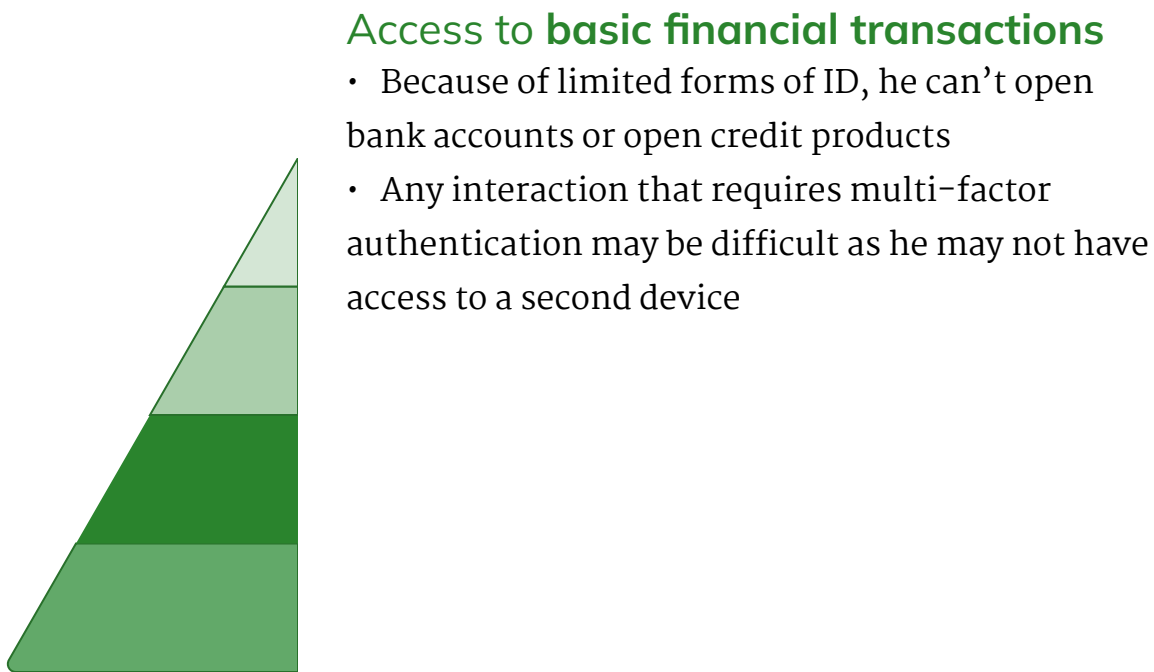 Access to basic financial transactions
• Because of limited forms of ID, he can’t open
bank accounts or open credit products
• Any interaction that requires multi-factor
authentication may be difficult as he may not have
access to a second device